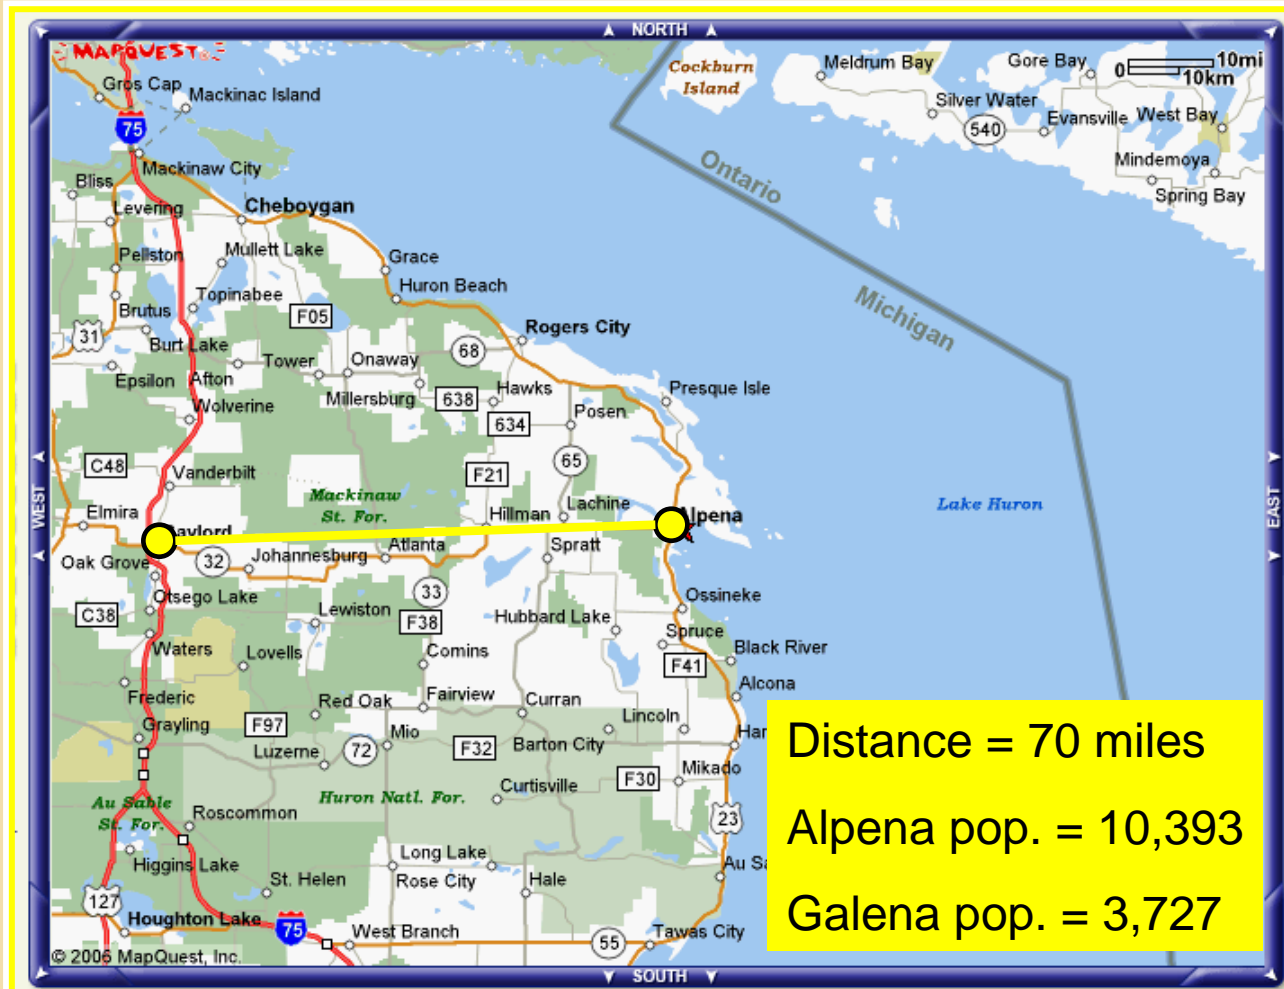 NORTH
MAPQUEST
Cockburn
Island
Meldrum Bay
Gore Bay
0
10mi
10km
Gros Cap
Mackinac Island
Silver Water
540
Evansville
West Bay
75
Mackinaw City
Ontario
Mindemoya
Spring Bay
Bliss
Levering
Cheboygan
Pellston
Mullett Lake
Grace
Huron Beach
Topinabee
F05
Michigan
Brutus
31
Burt Lake
Rogers City
68
Tower
Onaway
Epsilon
Afton
Millersburg
638
Hawks
Presque Isle
Wolverine
634
Posen
C48
Vanderbilt
F21
65
WEST
EAST
Mackinaw
St. For.
Lachine
Lake Huron
Elmira
Gaylord
Hillman
Alpena
Oak Grove
32
Johannesburg
Atlanta
Spratt
Otsego Lake
33
Ossineke
C38
Lewiston
F38
Hubbard Lake
Spruce
Waters
Lovells
Comins
F41
Black River
Frederic
Red Oak
Fairview
Curran
Alcona
Grayling
F97
Lincoln
Mio
Luzerne
72
F32
Barton City
Har
Distance = 70 miles
F30
Mikado
Au Sable
St. For.
Huron Natl. For.
Curtisville
Roscommon
23
Alpena pop. = 10,393
Higgins Lake
Long Lake
Au Sa
St. Helen
Rose City
Hale
127
Houghton Lake
75
West Branch
55
Tawas City
Galena pop. = 3,727
© 2006 MapQuest, Inc.
SOUTH